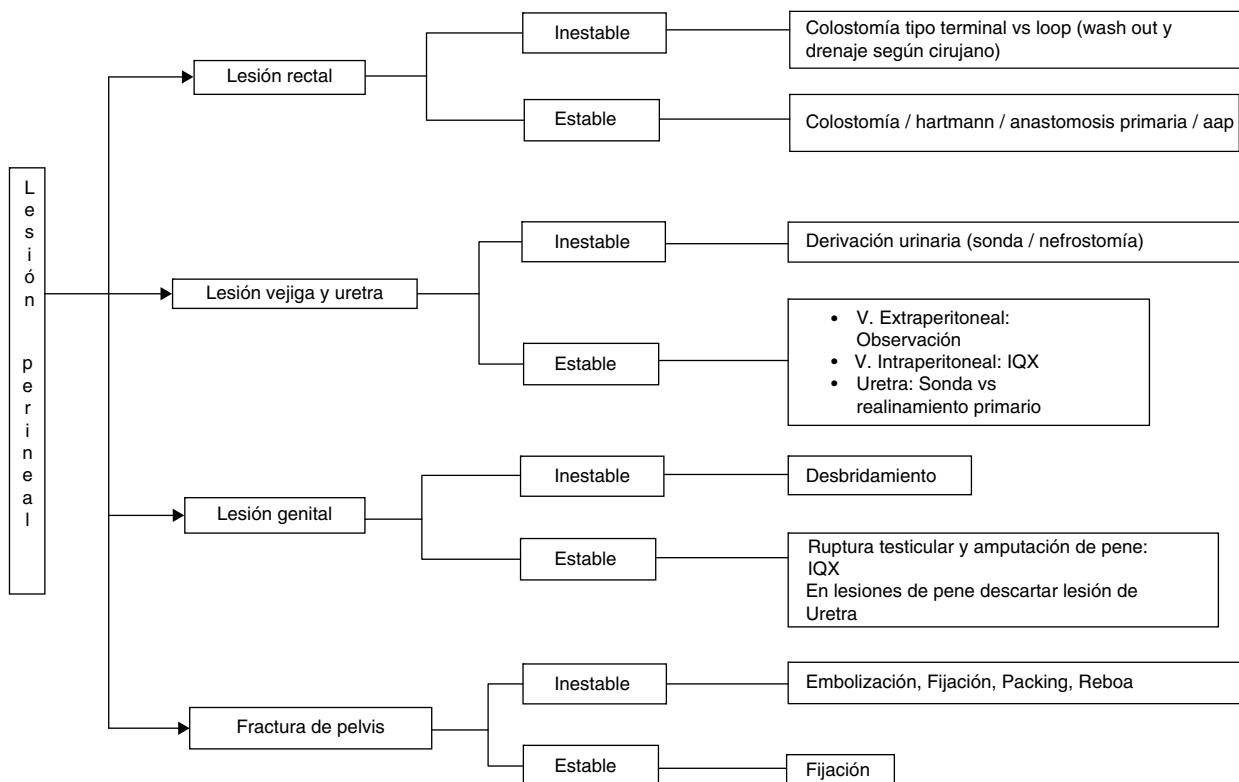 Lesión perineal
Lesión rectal
Inestable
Colostomía tipo terminal vs loop (wash out y
drenaje según cirujano)
Estable
Colostomía / hartmann / anastomosis primaria / aap
Lesión vejiga y uretra
Inestable
Derivación urinaria (sonda / nefrostomía)
Estable
• V. Extraperitoneal:
Observación
• V. Intraperitoneal: IQX
• Uretra: Sonda vs
realinamiento primario
Lesión genital
Inestable
Desbridamiento
Estable
Ruptura testicular y amputación de pene:
IQX
En lesiones de pene descartar lesión de
Uretra
Fractura de pelvis
Inestable
Embolización, Fijación, Packing, Reboa
Estable
Fijación